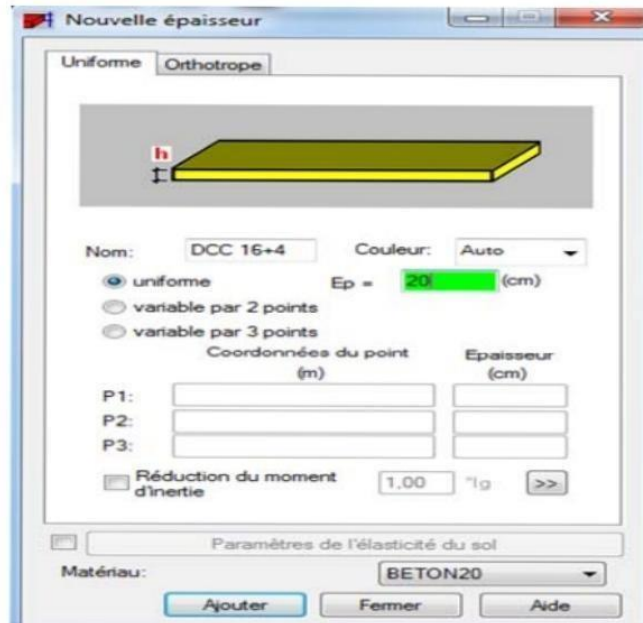 Nouvelle épaisseur
Uniforme Orthotrope
h
Nom: DCC 16+4 Couleur: Auto
uniforme Ep = 20 (cm)
variable par 2 points
variable par 3 points
Coordonnées du point Epaisseur
(m) (cm)
P1:
P2:
P3:
Réduction du moment
d'inertie 1,00 *Ig >>
Paramètres de l'élasticité du sol
Matériau: BETON20
Ajouter Fermer Aide